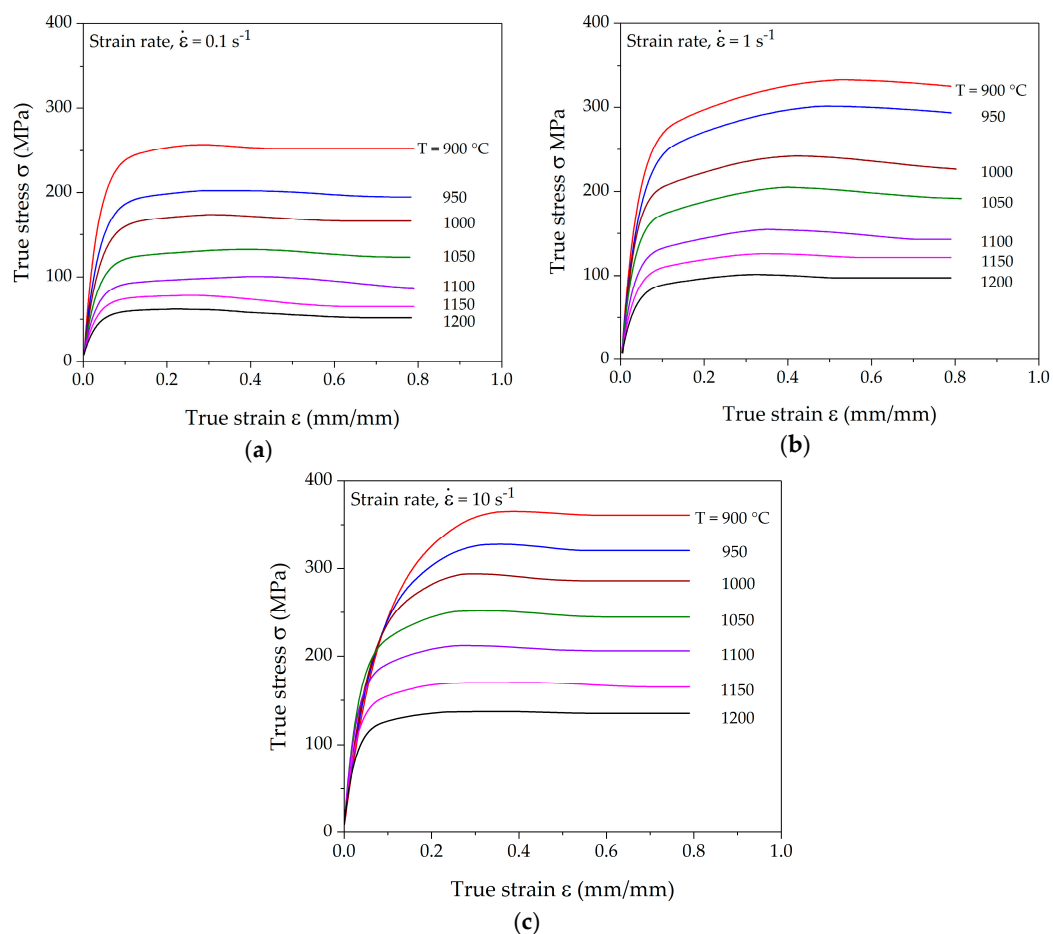 Strain rate, ε̇ = 0.1 s-1
True stress σ (MPa)
400
300
200
100
0
T = 900 °C
950
1000
1050
1100
1150
1200
0.0 0.2 0.4 0.6 0.8 1.0
True strain ε (mm/mm)
(a)
Strain rate, ε̇ = 1 s-1
True stress σ MPa
400
300
200
100
0
T = 900 °C
950
1000
1050
1100
1150
1200
0.0 0.2 0.4 0.6 0.8 1.0
True strain ε (mm/mm)
(b)
Strain rate, ε̇ = 10 s-1
True stress σ (MPa)
400
300
200
100
0
T = 900 °C
950
1000
1050
1100
1150
1200
0.0 0.2 0.4 0.6 0.8 1.0
True strain ε (mm/mm)
(c)